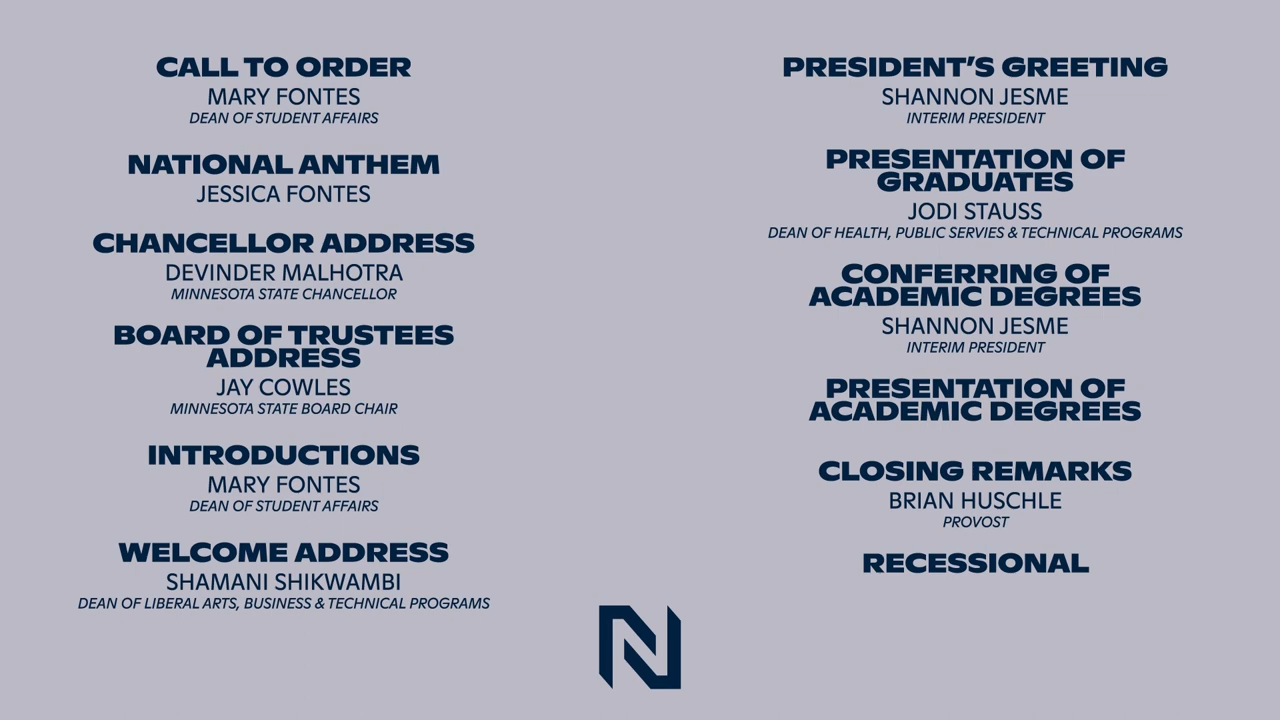 CALL TO ORDER
MARY FONTES
DEAN OF STUDENT AFFAIRS
NATIONAL ANTHEM
JESSICA FONTES
CHANCELLOR ADDRESS
DEVINDER MALHOTRA
MINNESOTA STATE CHANCELLOR
BOARD OF TRUSTEES
ADDRESS
JAY COWLES
MINNESOTA STATE BOARD CHAIR
INTRODUCTIONS
MARY FONTES
DEAN OF STUDENT AFFAIRS
WELCOME ADDRESS
SHAMANI SHIKWAMBI
DEAN OF LIBERAL ARTS, BUSINESS & TECHNICAL PROGRAMS
PRESIDENT'S GREETING
SHANNON JESME
INTERIM PRESIDENT
PRESENTATION OF
GRADUATES
JODI STAUSS
DEAN OF HEALTH, PUBLIC SERVIES & TECHNICAL PROGRAMS
CONFERRING OF
ACADEMIC DEGREES
SHANNON JESME
INTERIM PRESIDENT
PRESENTATION OF
ACADEMIC DEGREES
CLOSING REMARKS
BRIAN HUSCHLE
PROVOST
RECESSIONAL
N